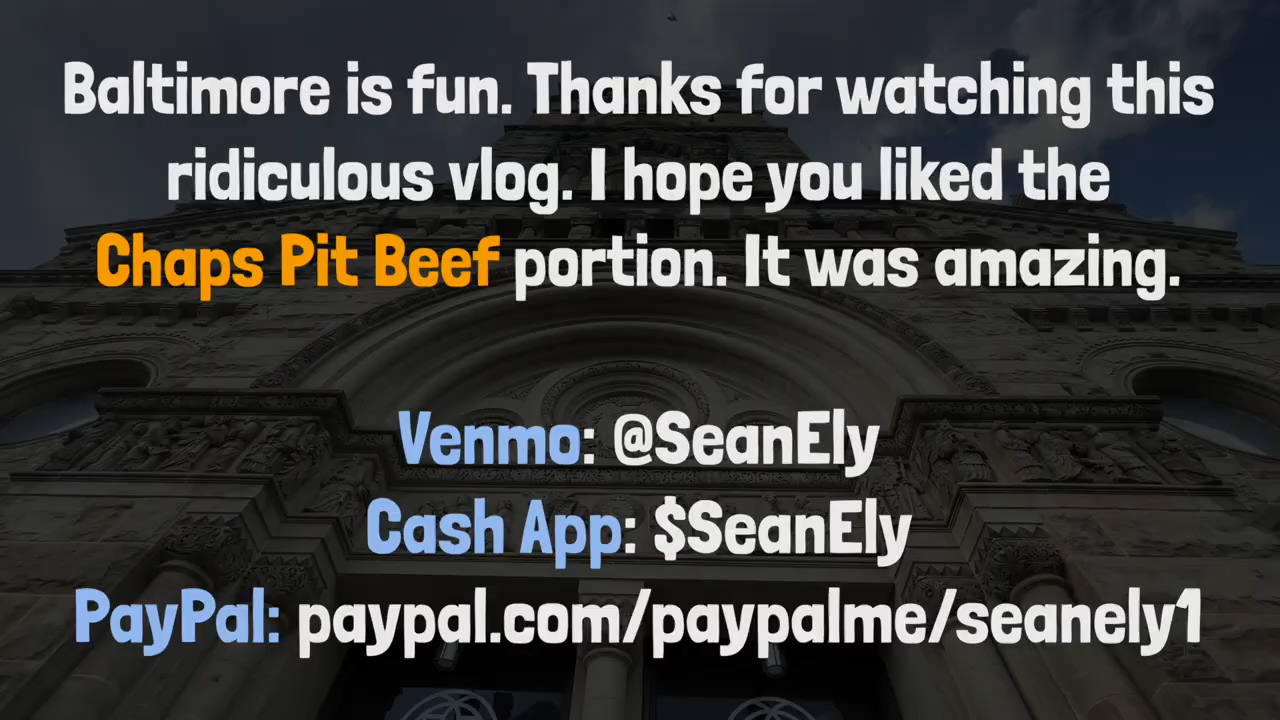 Baltimore is fun. Thanks for watching this
ridiculous vlog. I hope you liked the
Chaps Pit Beef portion. It was amazing.
Venmo: @SeanEly
Cash App: $SeanEly
PayPal: paypal.com/paypalme/seanely1